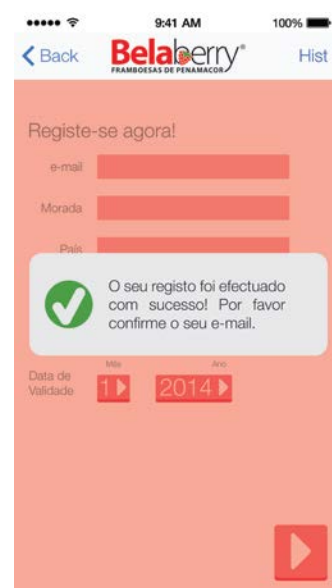 9:41 AM
100%
Back
Belaberry®
FRAMBOESAS DE PENAMACOR
Hist
Registe-se agora!
e-mail
Morada
País
O seu registo foi efectuado
com sucesso! Por favor
confirme o seu e-mail.
Mês
Ano
Data de
Validade
1
2014